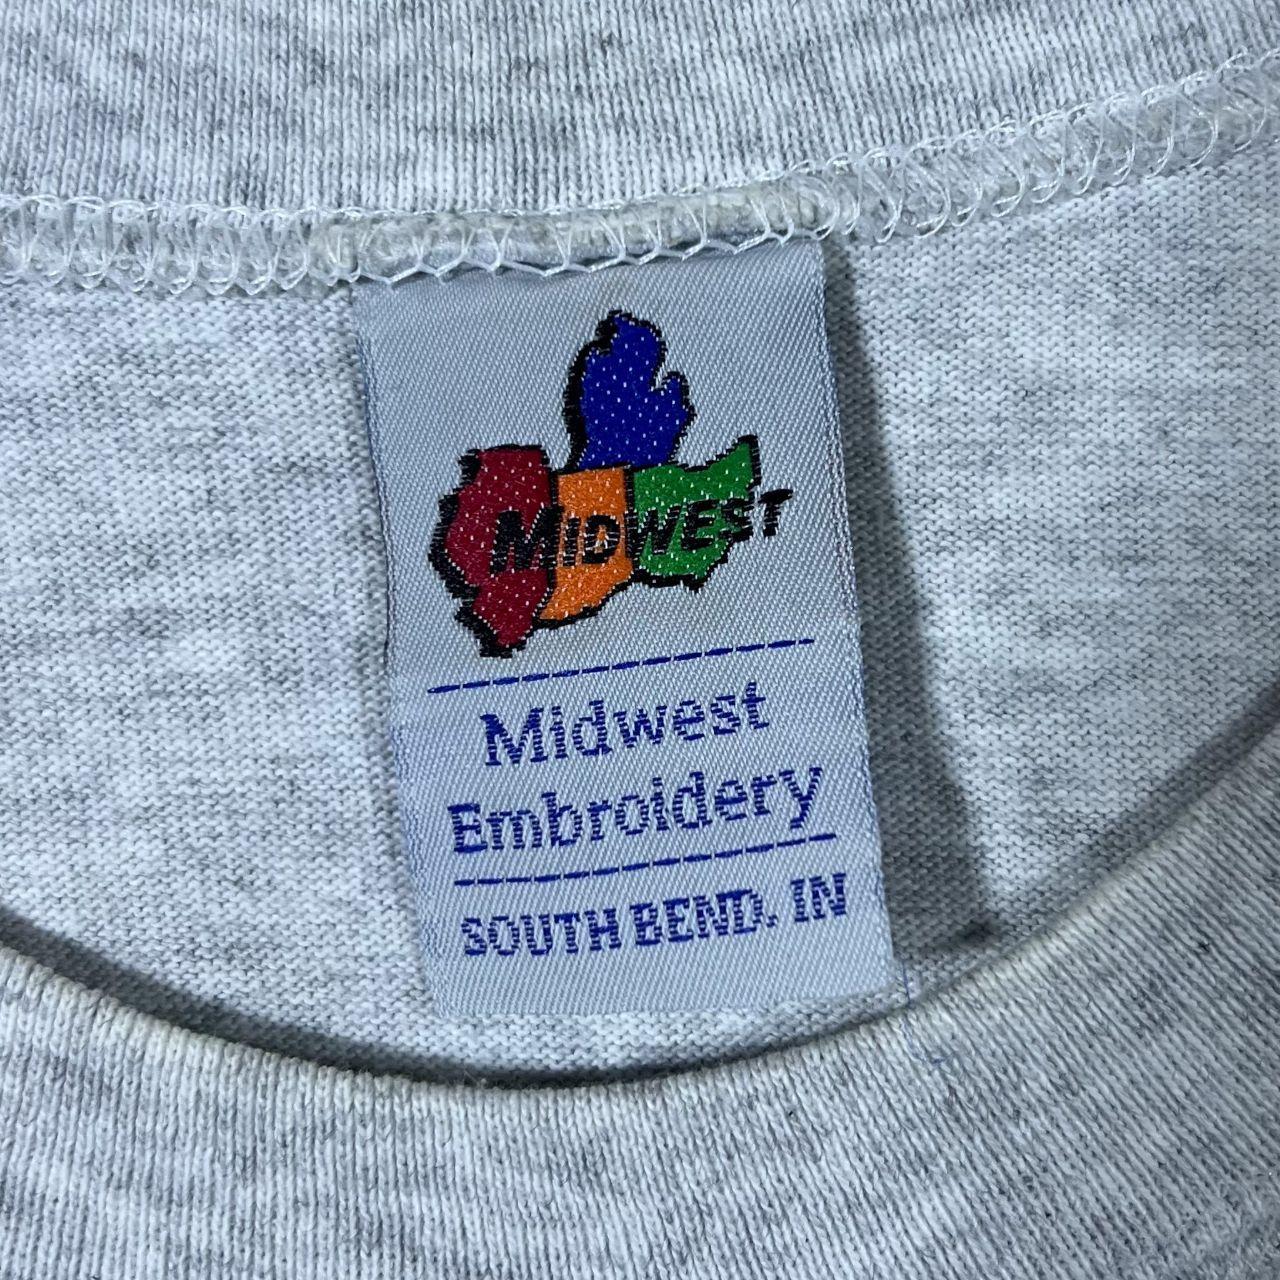 MIDWEST
Midwest
Embroidery
SOUTH BEND, IN